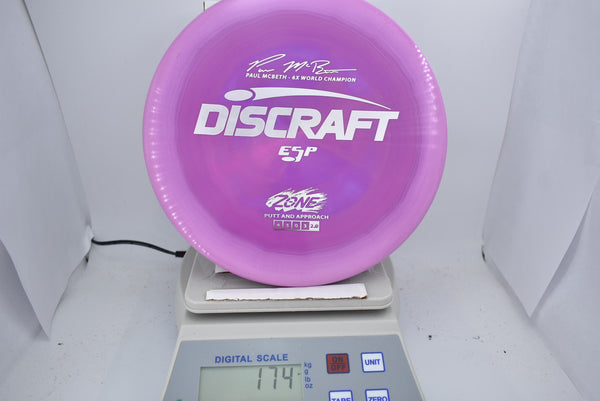 PAUL MCBETH - 6X WORLD CHAMPION
DISCRAFT
ESP
ZONE
PUTT AND APPROACH
DIGITAL SCALE
174
kg
g
lb
oz
ON
OFF
UNIT
TARE
ZERO